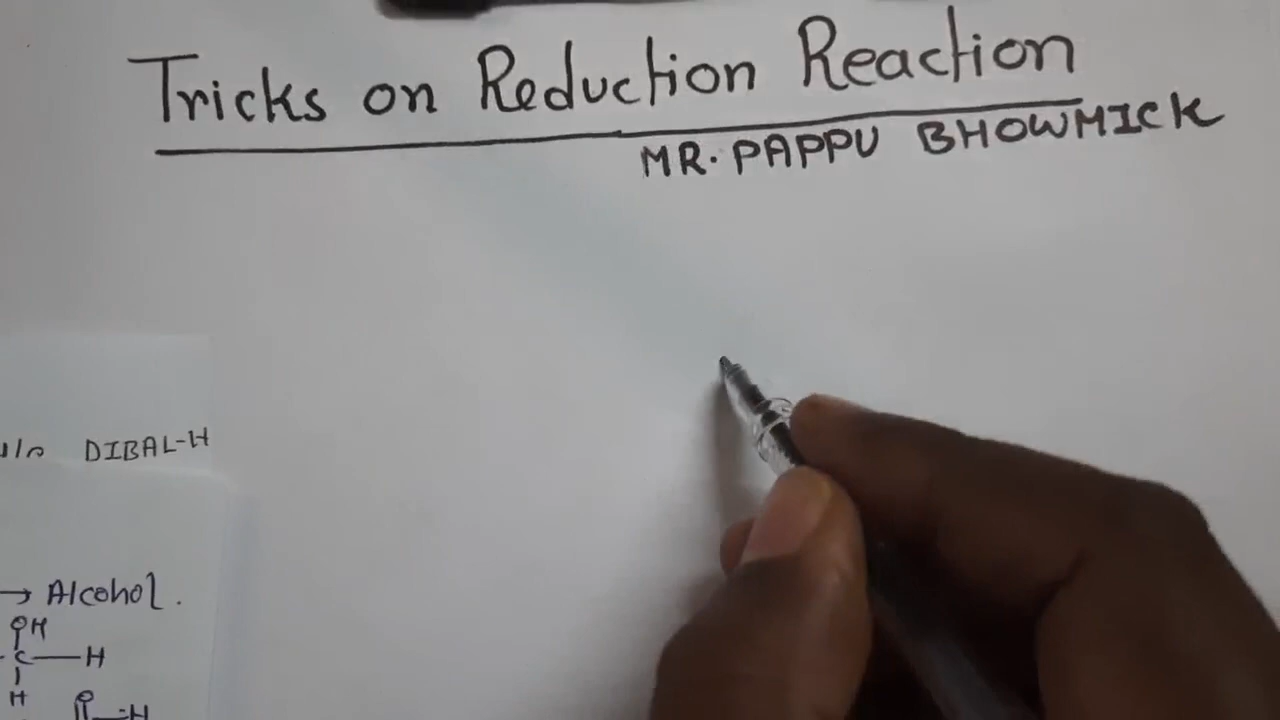 Tricks on Reduction Reaction
MR. PAPPU BHOWMICK
DIBAL-H
→ Alcohol.
OH
C—H
H
-H